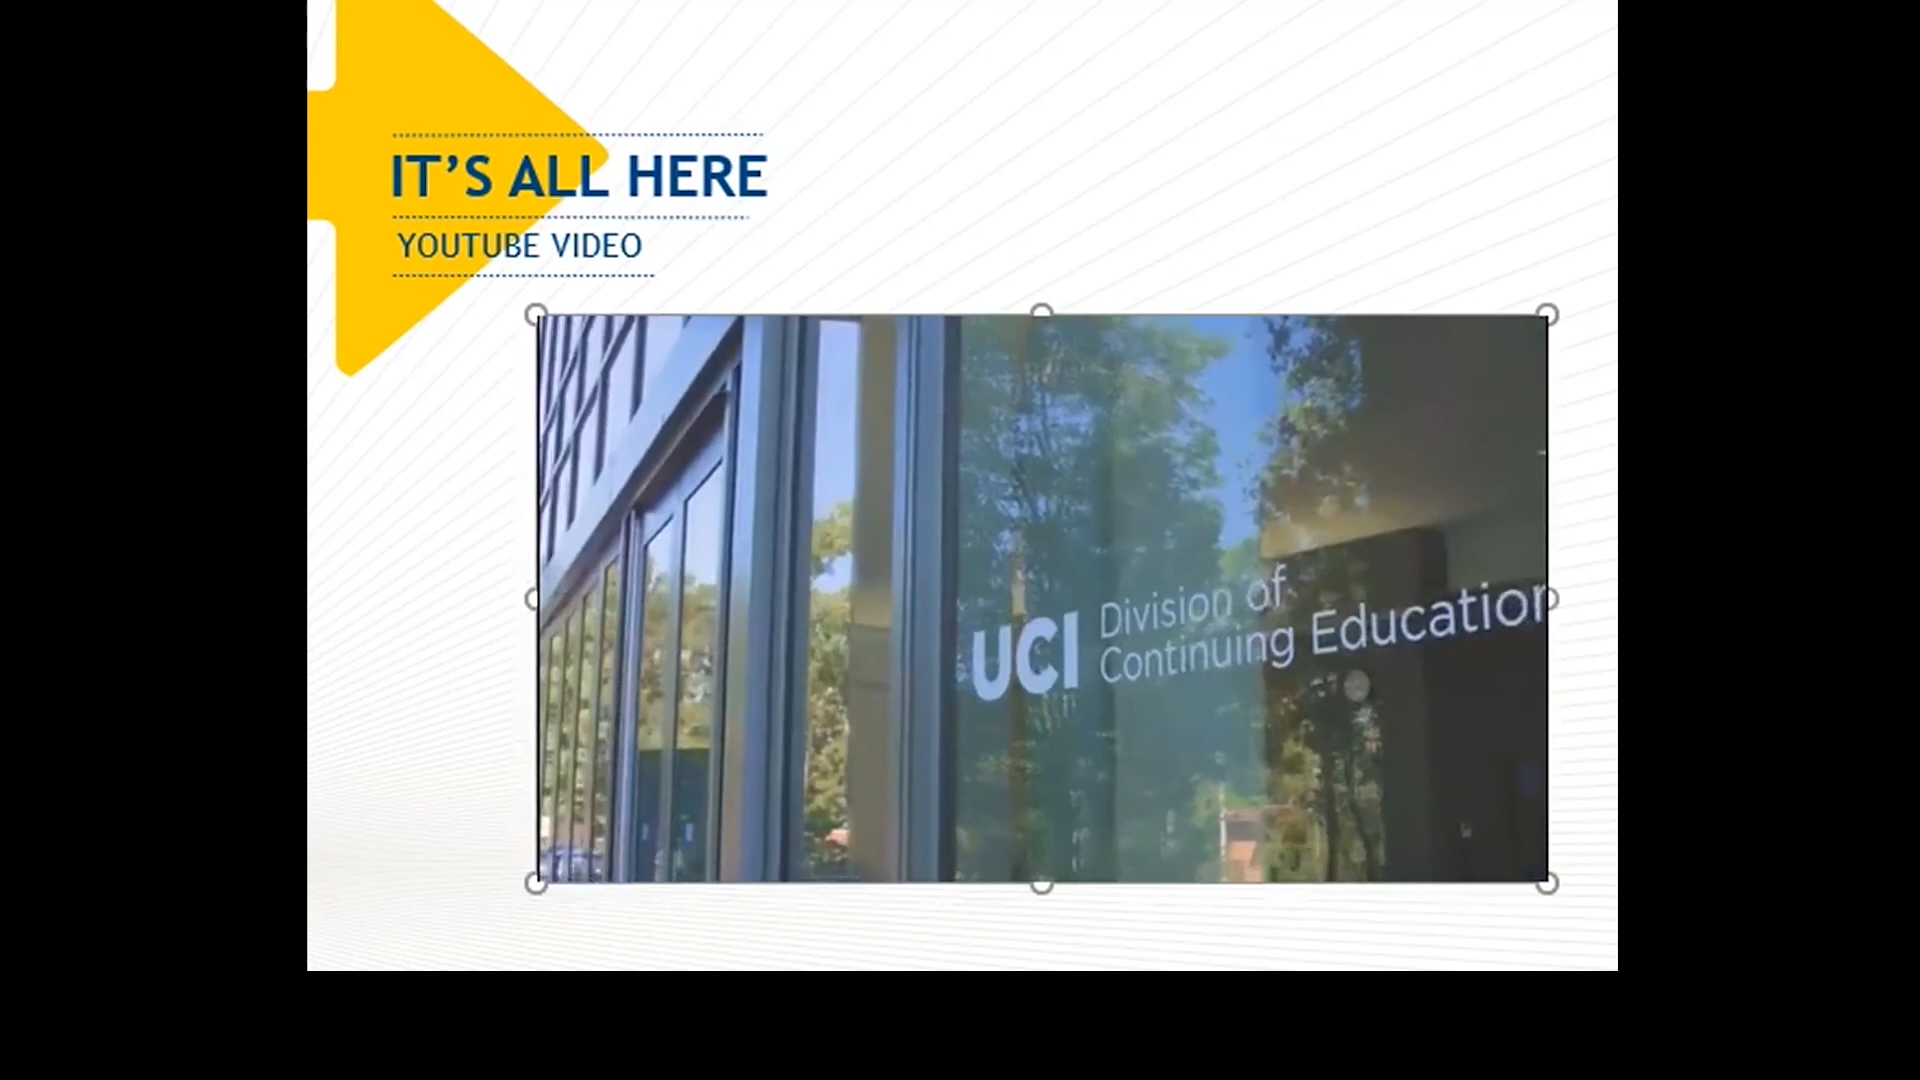 IT’S ALL HERE
YOUTUBE VIDEO
UCI
Division of
Continuing Education